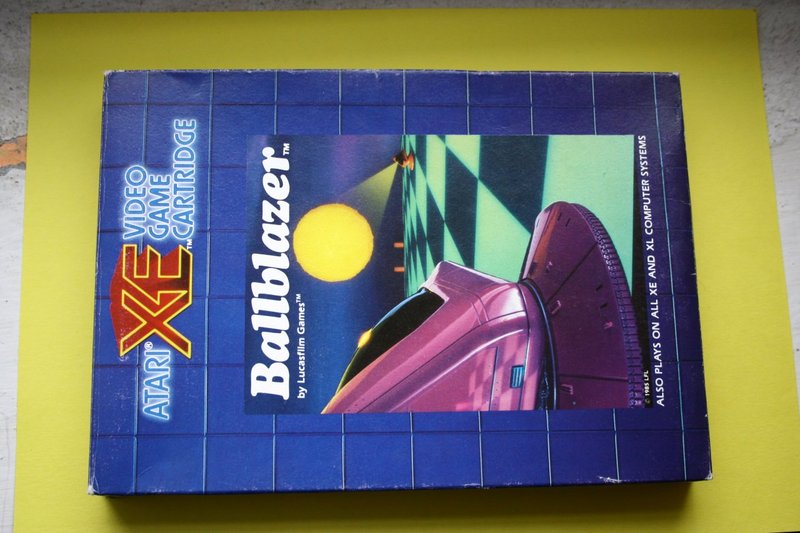 ATARI® XE™ VIDEO
GAME
CARTRIDGE
Ballblazer™
by Lucasfilm Games™
© 1985 LFL
ALSO PLAYS ON ALL XE AND XL COMPUTER SYSTEMS